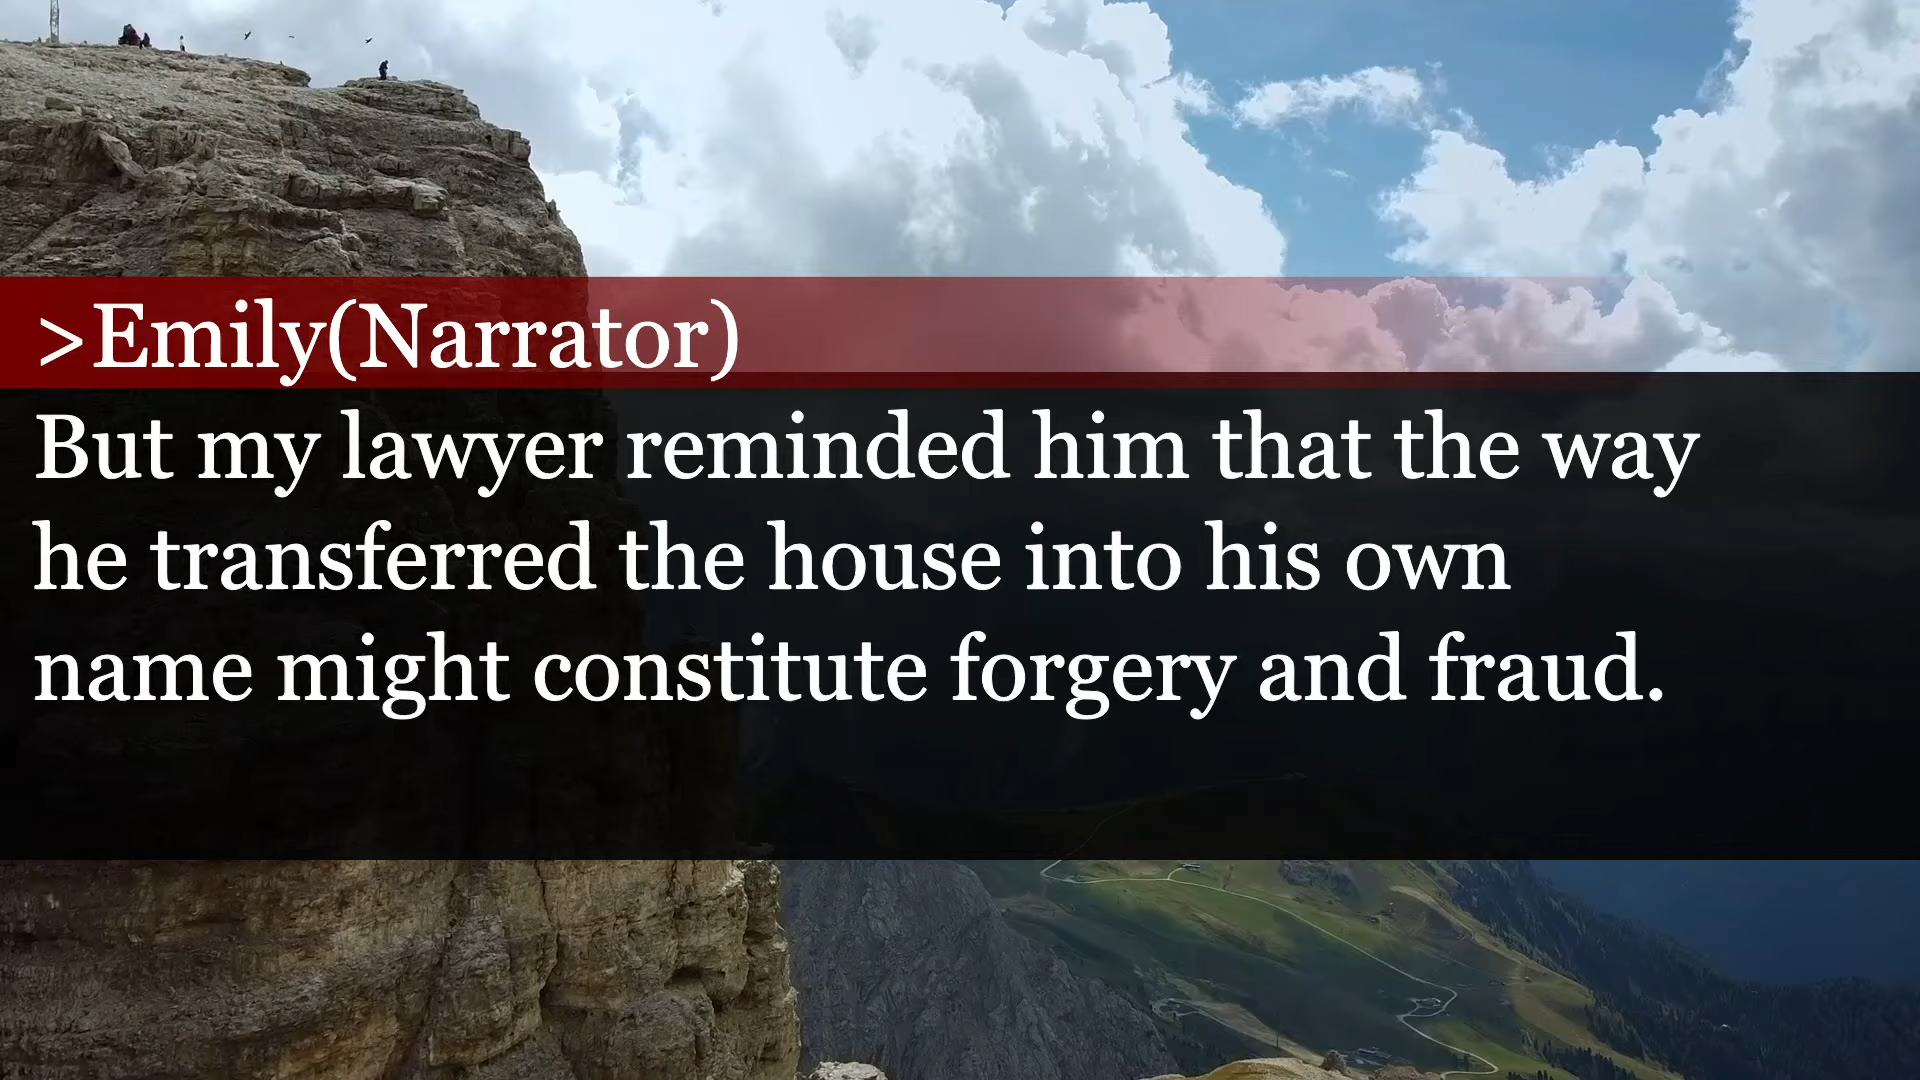 >Emily(Narrator)
But my lawyer reminded him that the way
he transferred the house into his own
name might constitute forgery and fraud.